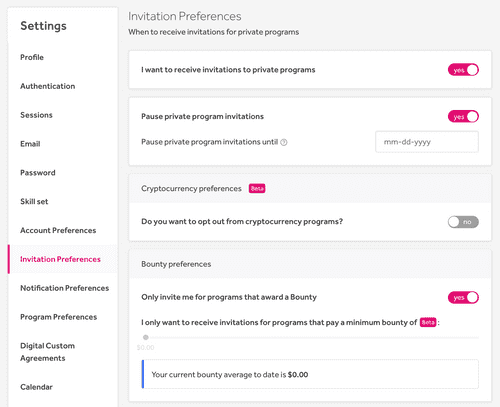 Settings
Profile
Authentication
Sessions
Email
Password
Skill set
Account Preferences
Invitation Preferences
Notification Preferences
Program Preferences
Digital Custom
Agreements
Calendar
Invitation Preferences
When to receive invitations for private programs
I want to receive invitations to private programs
yes
Pause private program invitations
yes
Pause private program invitations until ?
mm-dd-yyyy
Cryptocurrency preferences Beta
Do you want to opt out from cryptocurrency programs?
no
Bounty preferences
Only invite me for programs that award a Bounty
yes
I only want to receive invitations for programs that pay a minimum bounty of Beta :
$0.00
Your current bounty average to date is $0.00